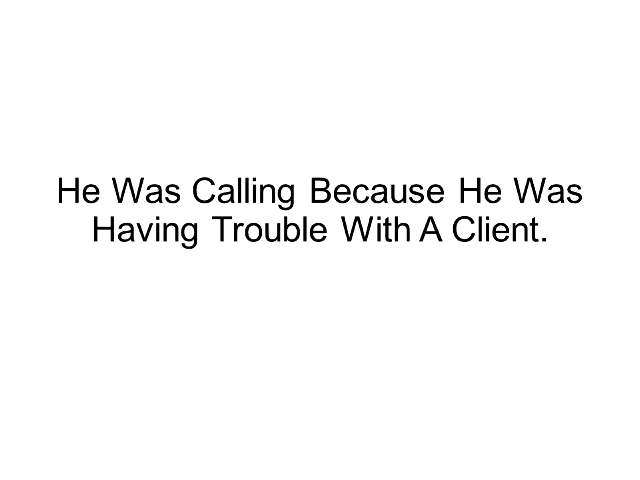 He Was Calling Because He Was
Having Trouble With A Client.